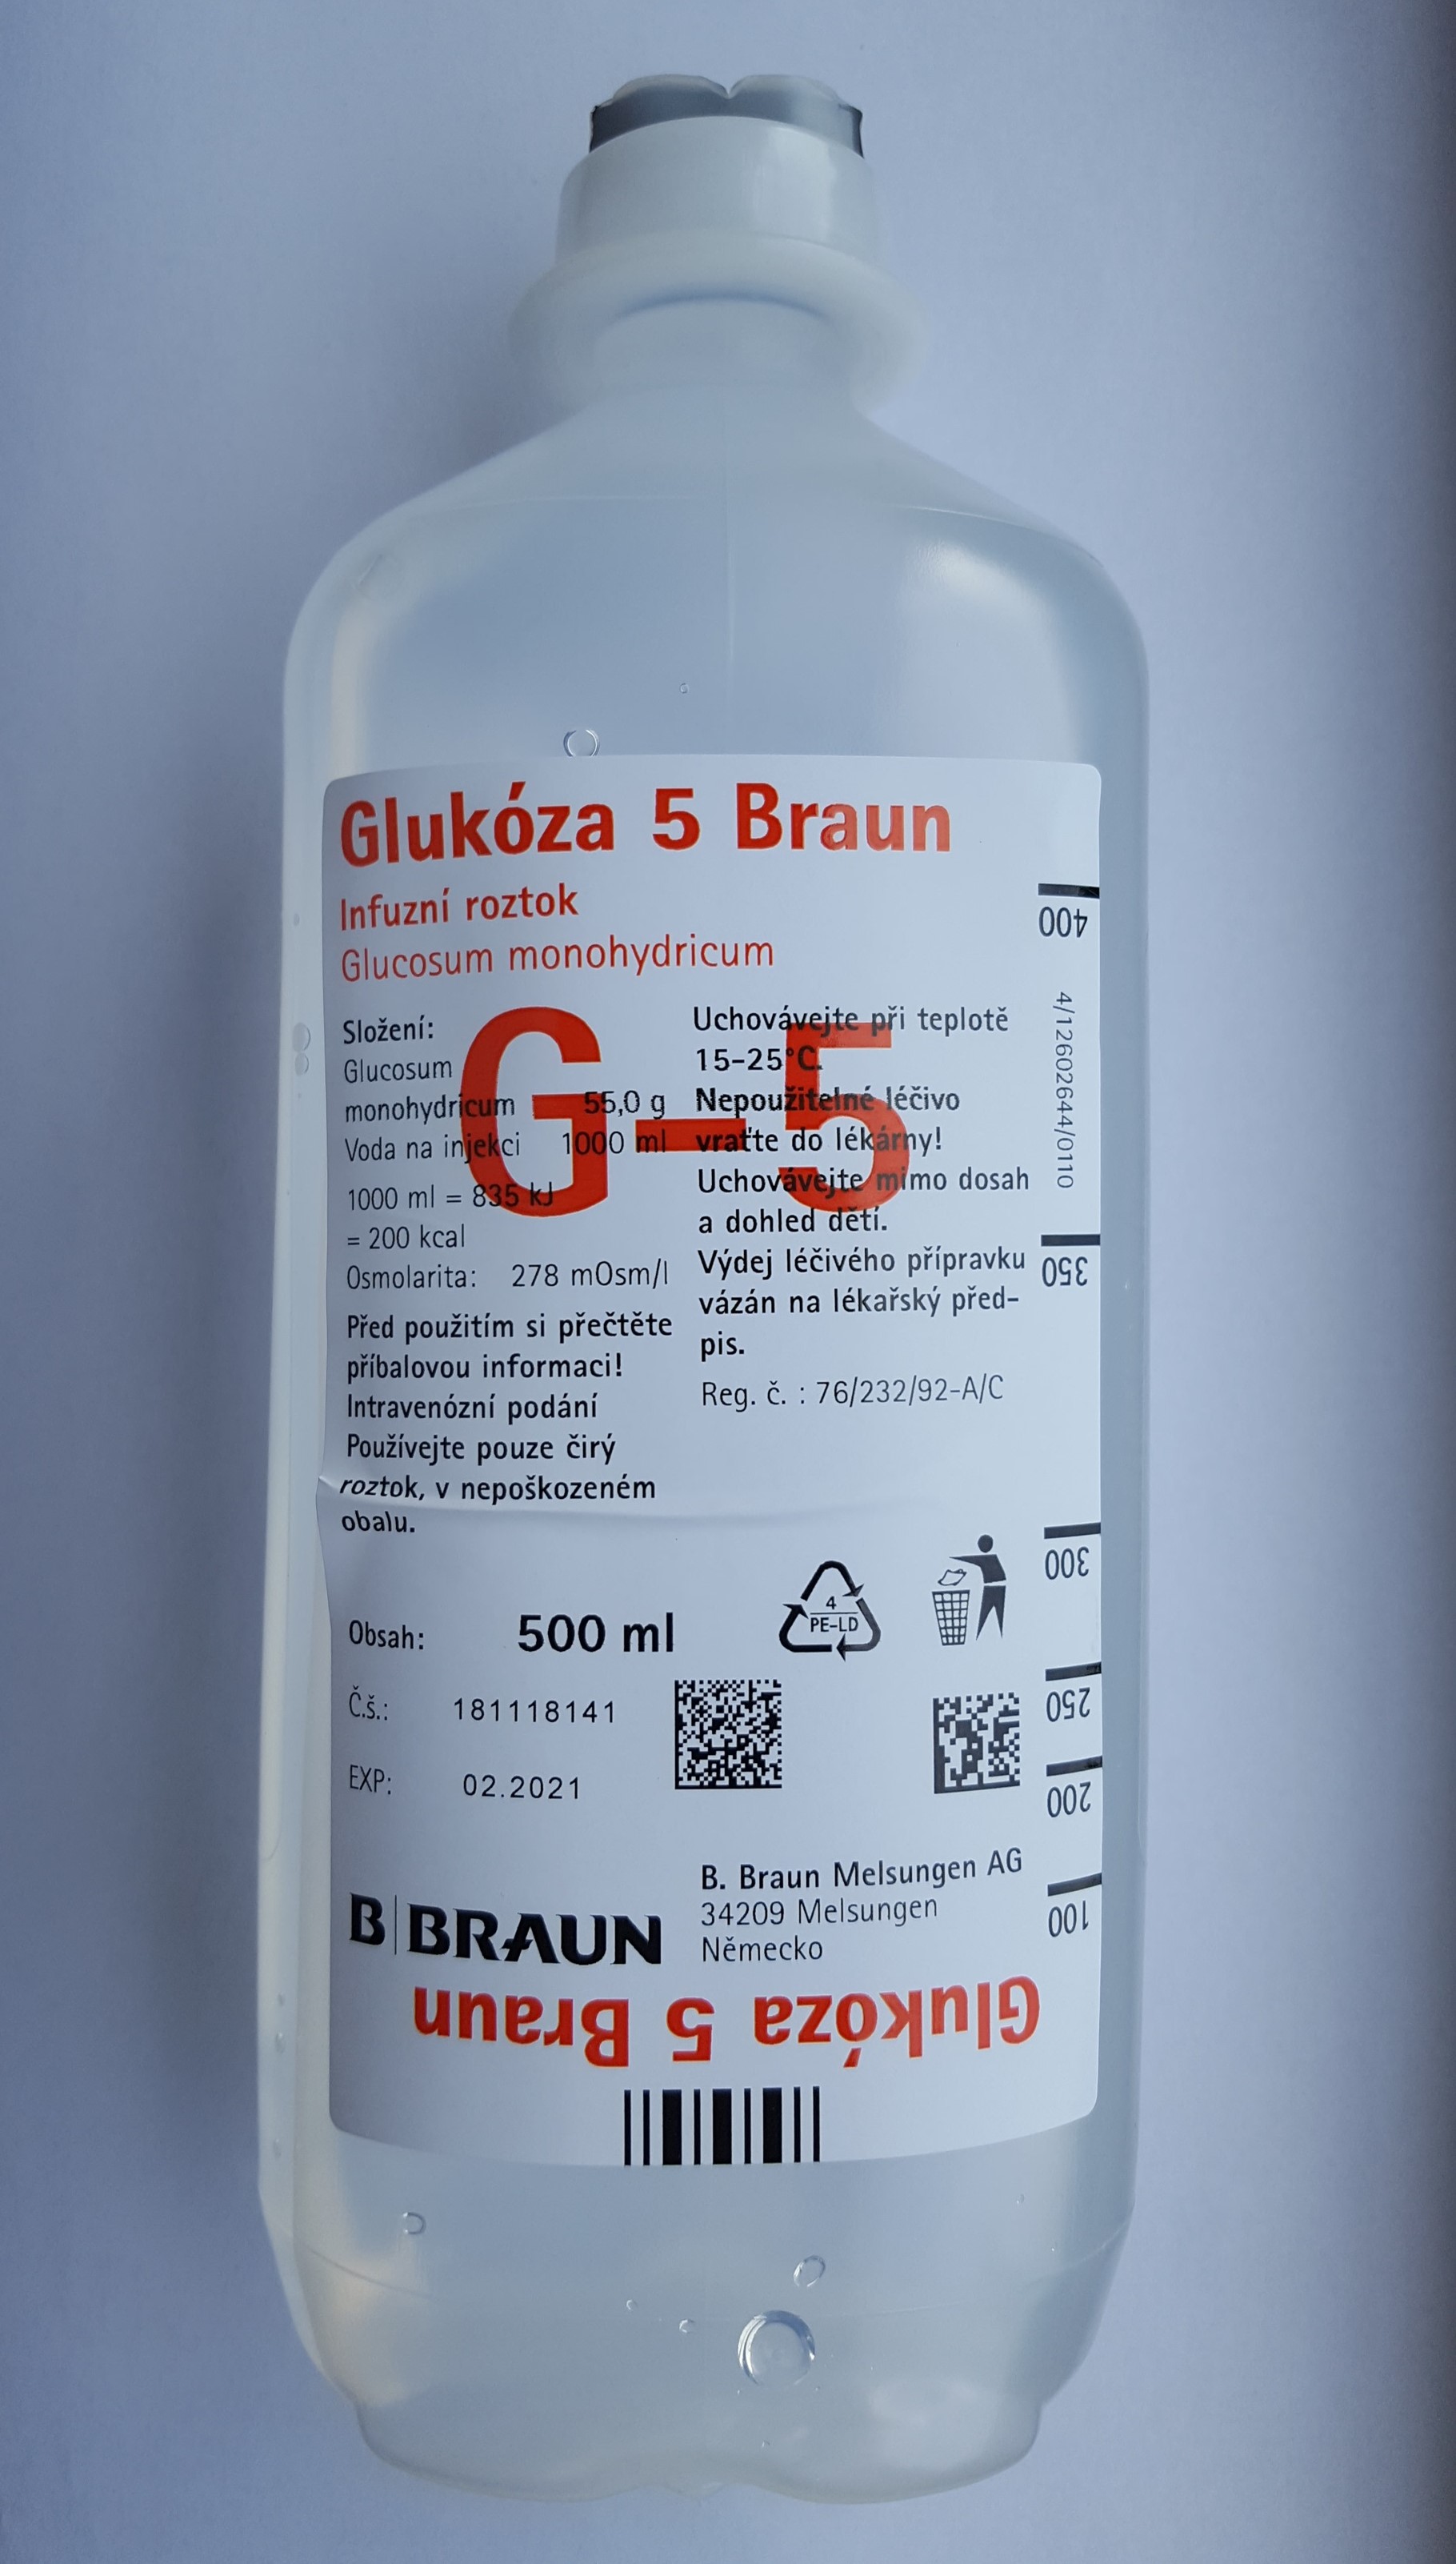 Glukóza 5 Braun
Infuzní roztok
Glucosum monohydricum
G-5
Složení:
Glucosum
monohydricum 55,0 g
Voda na injekci 1000 ml
1000 ml = 835 kJ
= 200 kcal
Osmolarita: 278 mOsm/l
Před použitím si přečtěte
příbalovou informaci!
Intravenózní podání
Používejte pouze čirý
roztok, v nepoškozeném
obalu.
Uchovávejte při teplotě
15-25°C.
Nepoužitelné léčivo
vraťte do lékárny!
Uchovávejte mimo dosah
a dohled dětí.
Výdej léčivého přípravku
vázán na lékařský před-
pis.
Reg. č. : 76/232/92-A/C
400
4/12602644/0110
350
300
250
200
100
4
PE-LD
Obsah: 500 ml
Č.š.: 181118141
EXP: 02.2021
B|BRAUN
B. Braun Melsungen AG
34209 Melsungen
Německo
Glukóza 5 Braun